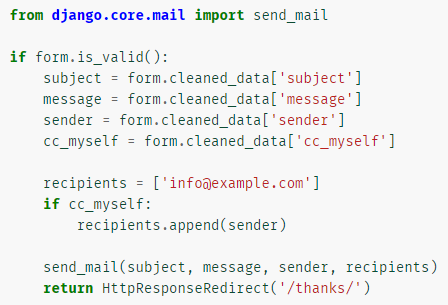 from django.core.mail import send_mail

if form.is_valid():
    subject = form.cleaned_data['subject']
    message = form.cleaned_data['message']
    sender = form.cleaned_data['sender']
    cc_myself = form.cleaned_data['cc_myself']

    recipients = ['info@example.com']
    if cc_myself:
        recipients.append(sender)

    send_mail(subject, message, sender, recipients)
    return HttpResponseRedirect('/thanks/')